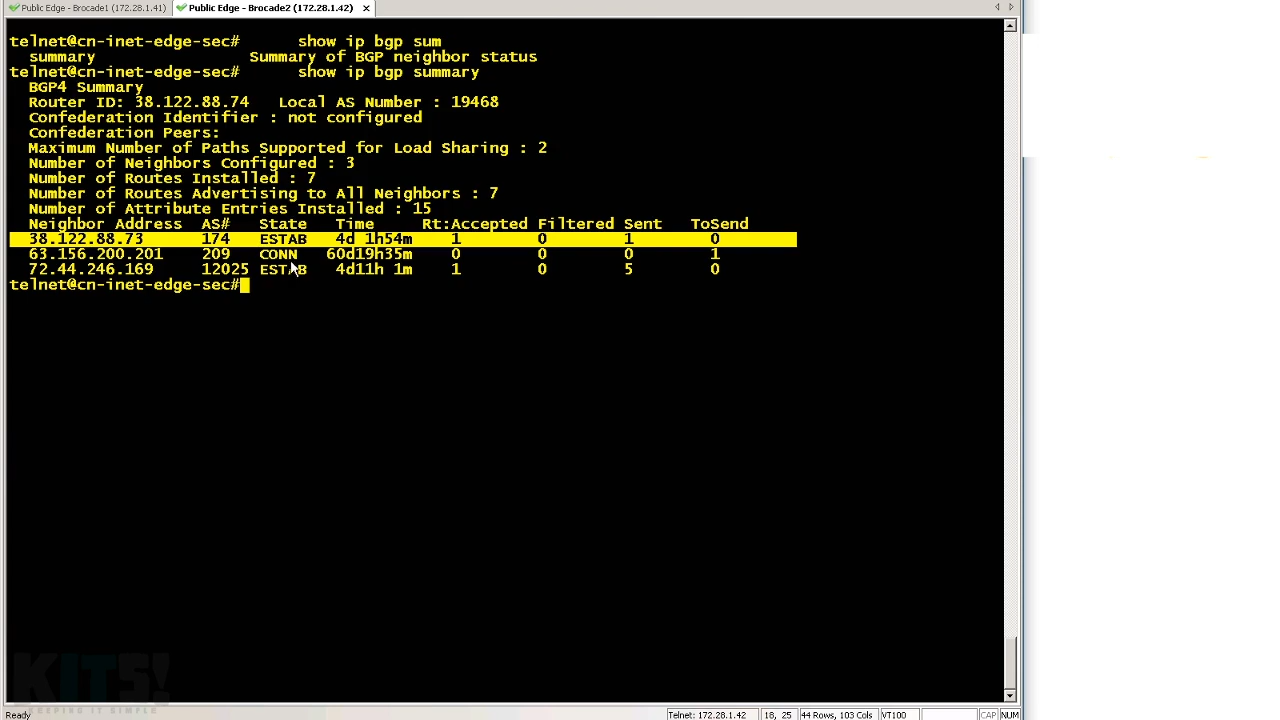 Public Edge - Brocade1 (172.28.1.41) Public Edge - Brocade2 (172.28.1.42)
telnet@cn-inet-edge-sec# show ip bgp sum
summary Summary of BGP neighbor status
telnet@cn-inet-edge-sec# show ip bgp summary
BGP4 Summary
Router ID: 38.122.88.74 Local AS Number : 19468
Confederation Identifier : not configured
Confederation Peers:
Maximum Number of Paths Supported for Load Sharing : 2
Number of Neighbors Configured : 3
Number of Routes Installed : 7
Number of Routes Advertising to All Neighbors : 7
Number of Attribute Entries Installed : 15
Neighbor Address AS# State Time Rt:Accepted Filtered Sent ToSend
38.122.88.73 174 ESTAB 4d 1h54m 1 0 1 0
63.156.200.201 209 CONN 60d19h35m 0 0 0 1
72.44.246.169 12025 ESTAB 4d11h 1m 1 0 5 0
telnet@cn-inet-edge-sec#
KITS!
KEEPING IT SIMPLE
Ready Telnet: 172.28.1.42 18, 25 44 Rows, 103 Cols VT100 CAP NUM